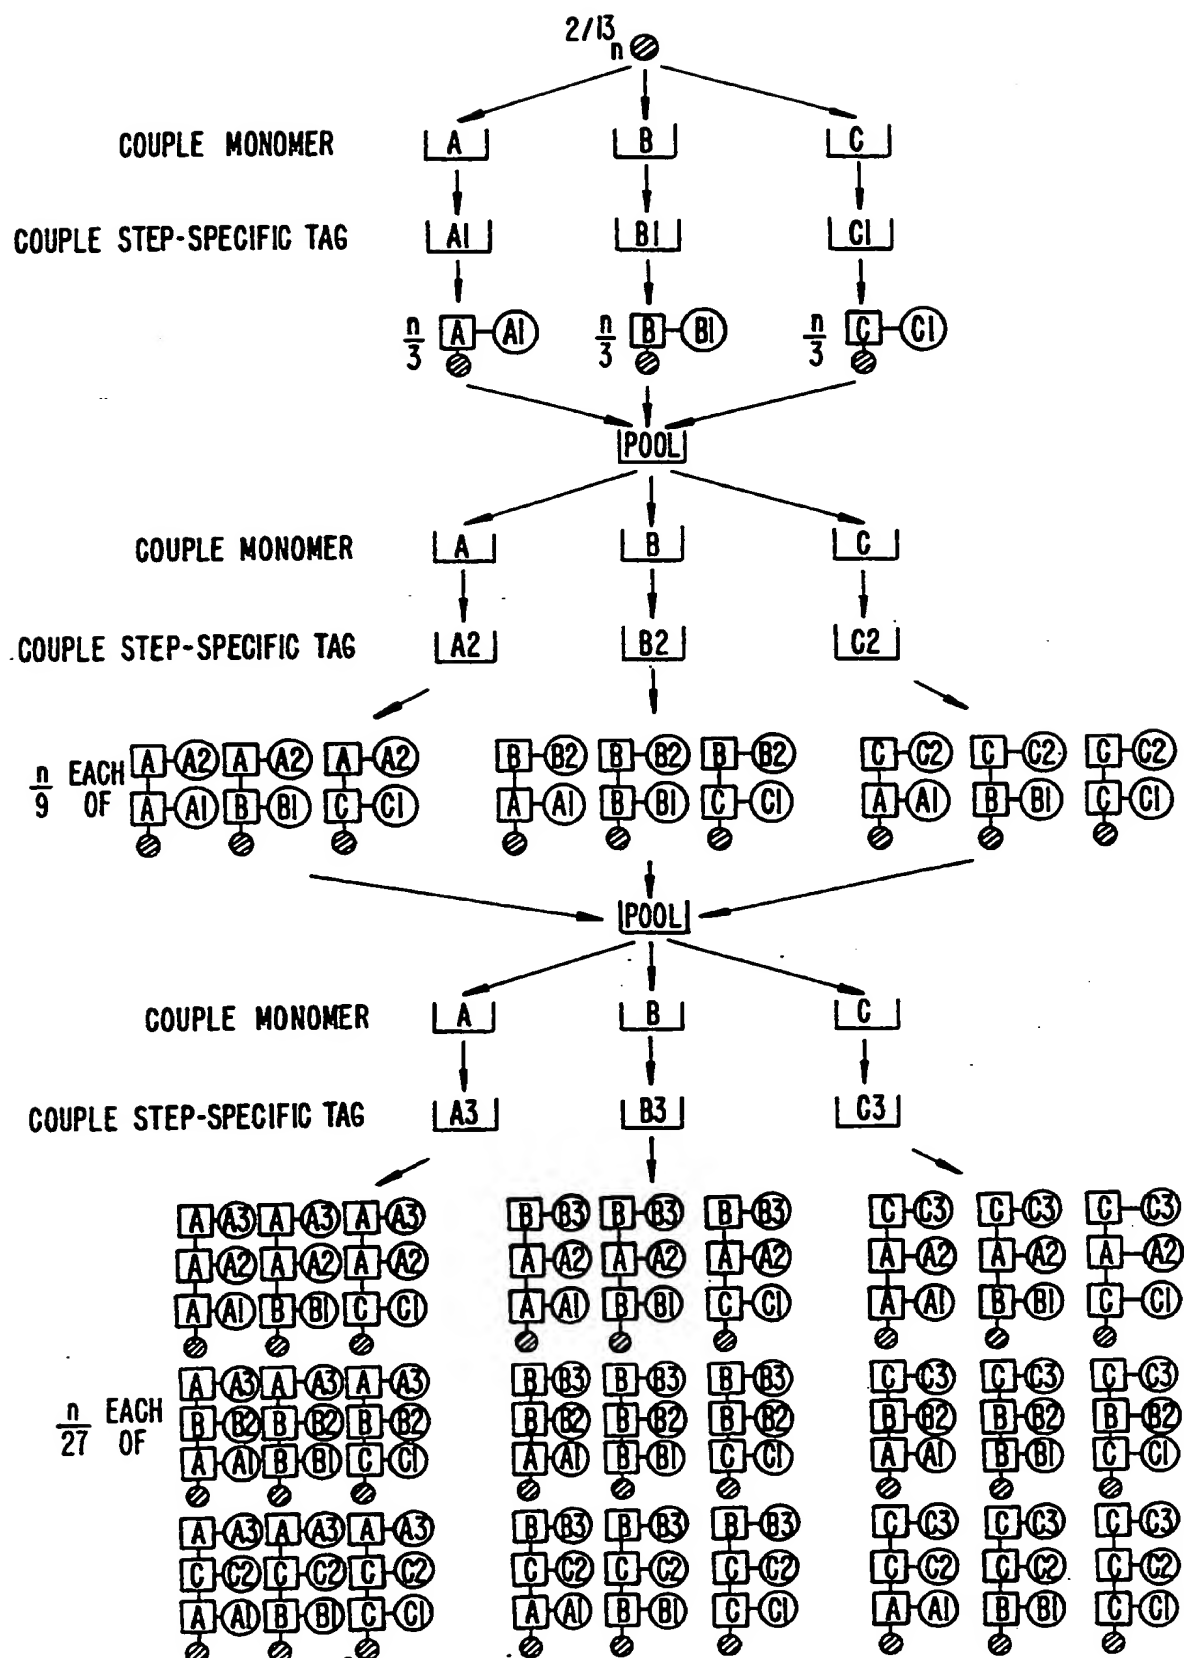 2/13
n
A B C
COUPLE MONOMER
COUPLE STEP-SPECIFIC TAG A1 B1 C1
n/3 A A1 n/3 B B1 n/3 C C1
POOL
COUPLE MONOMER A B C
COUPLE STEP-SPECIFIC TAG A2 B2 C2
n/9 EACH OF
A A2 A A2 A A2 B B2 B B2 B B2 C C2 C C2 C C2
A A1 B B1 C C1 A A1 B B1 C C1 A A1 B B1 C C1
POOL
COUPLE MONOMER A B C
COUPLE STEP-SPECIFIC TAG A3 B3 C3
A A3 A A3 A A3 B B3 B B3 B B3 C C3 C C3 C C3
A A2 A A2 A A2 A A2 A A2 A A2 A A2 A A2 A A2
A A1 B B1 C C1 A A1 B B1 C C1 A A1 B B1 C C1
n/27 EACH OF
A A3 A A3 A A3 B B3 B B3 B B3 C C3 C C3 C C3
B B2 B B2 B B2 B B2 B B2 B B2 B B2 B B2 B B2
A A1 B B1 C C1 A A1 B B1 C C1 A A1 B B1 C C1
A A3 A A3 A A3 B B3 B B3 B B3 C C3 C C3 C C3
C C2 C C2 C C2 C C2 C C2 C C2 C C2 C C2 C C2
A A1 B B1 C C1 A A1 B B1 C C1 A A1 B B1 C C1